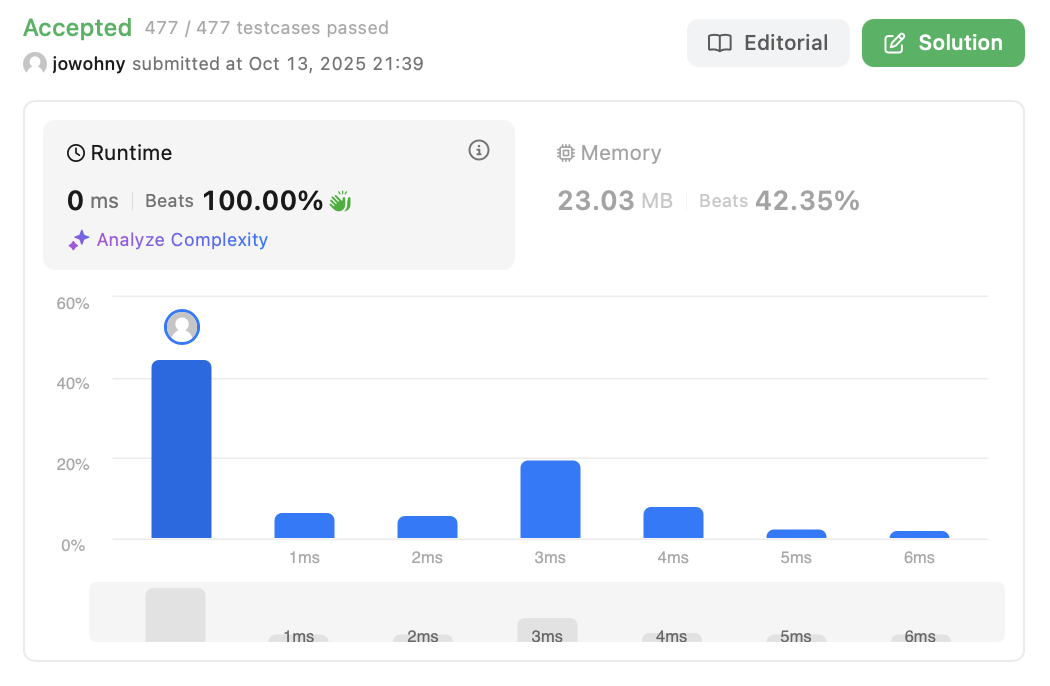 Accepted 477 / 477 testcases passed
Editorial
Solution
jowohny submitted at Oct 13, 2025 21:39
Runtime
0 ms Beats 100.00%
Analyze Complexity
Memory
23.03 MB Beats 42.35%
60%
40%
20%
0%
1ms 2ms 3ms 4ms 5ms 6ms
1ms 2ms 3ms 4ms 5ms 6ms